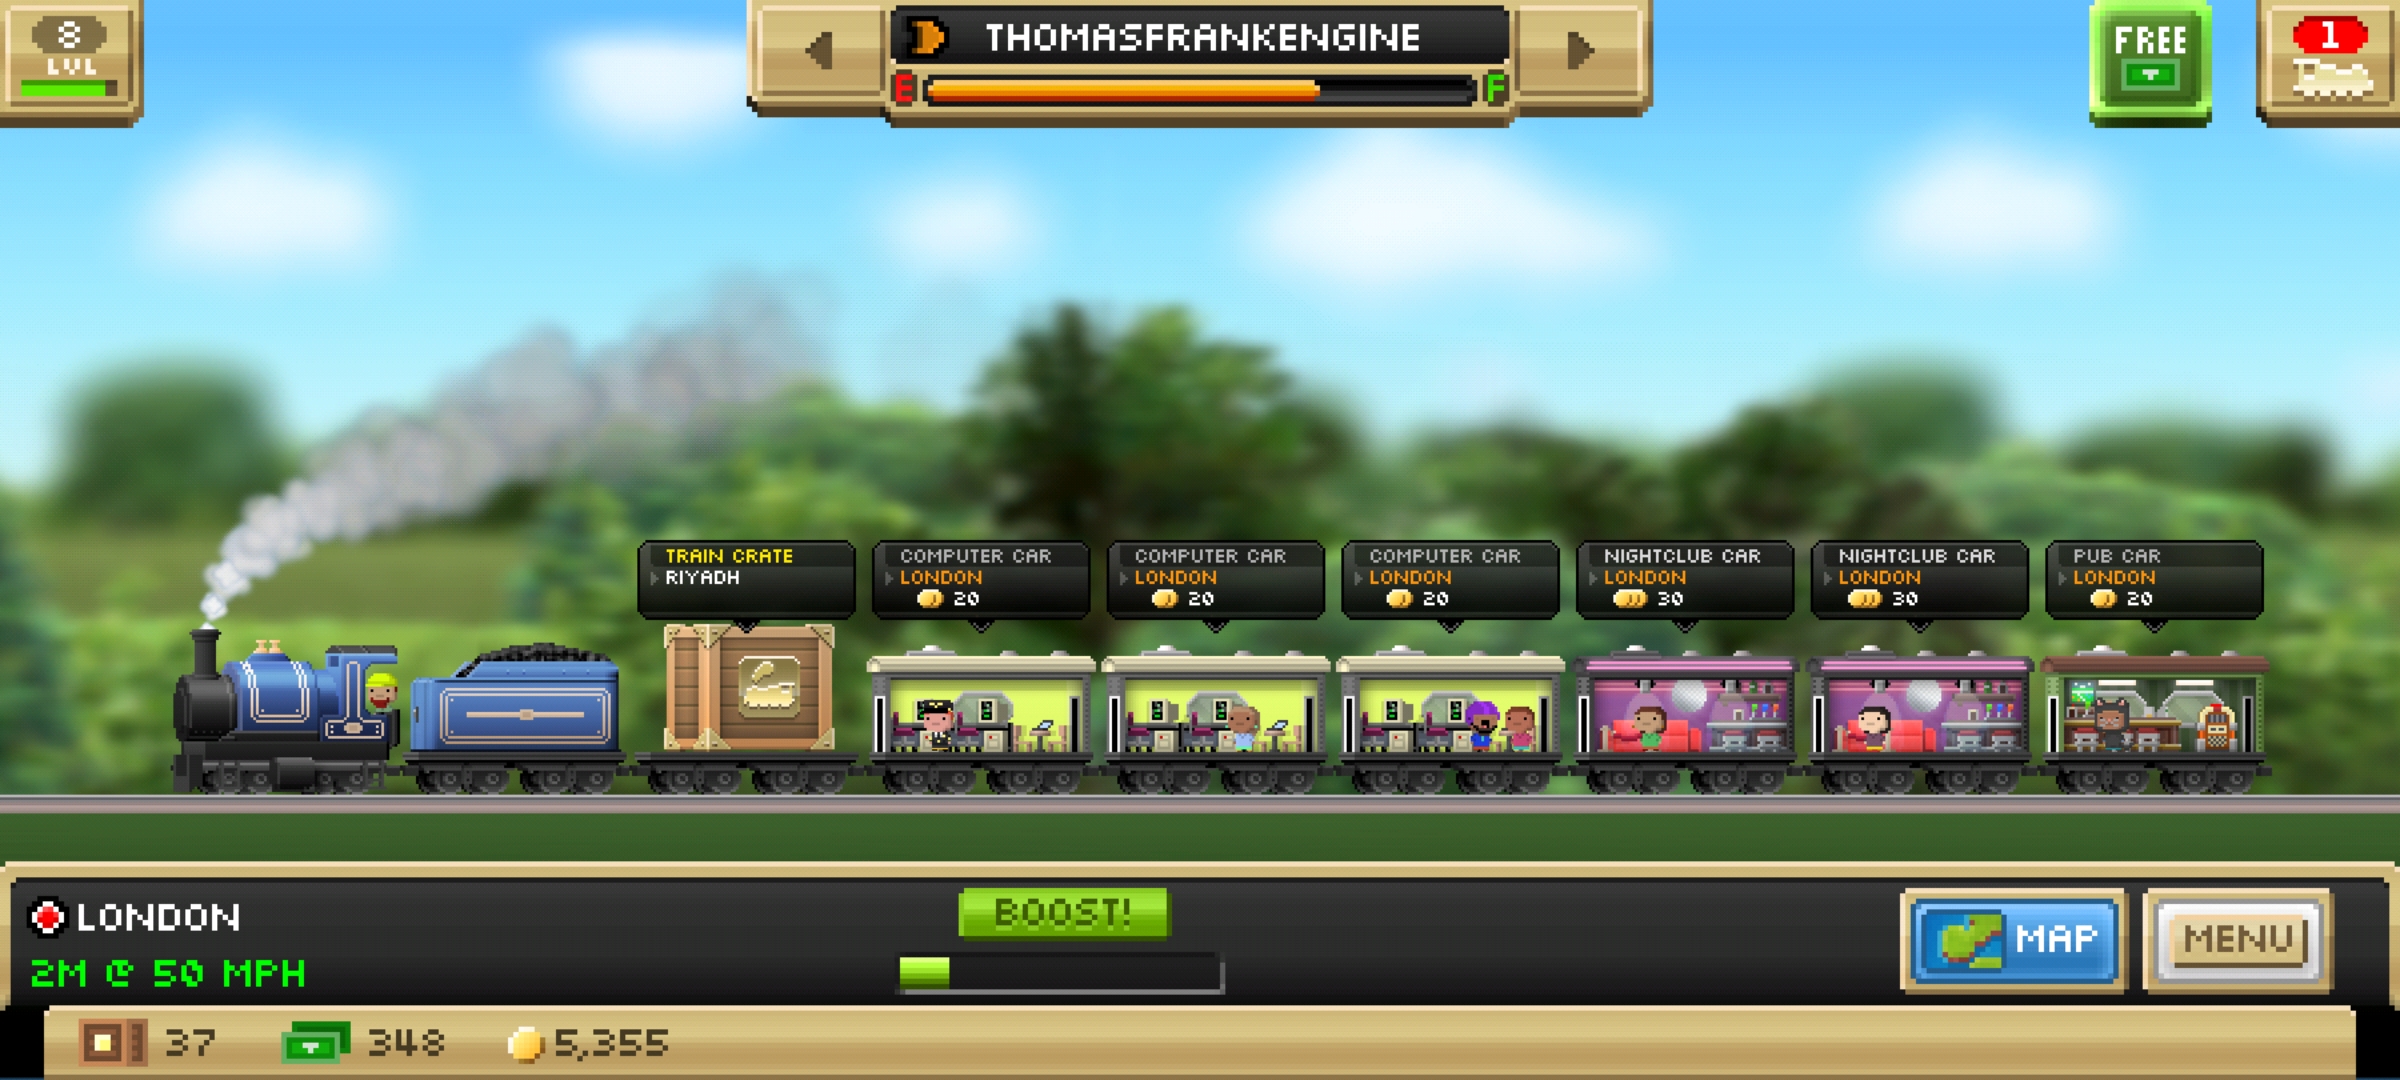 8
LVL
THOMASFRANKENGINE
E F
FREE
1
TRAIN CRATE
RIYADH
COMPUTER CAR
LONDON
20
COMPUTER CAR
LONDON
20
COMPUTER CAR
LONDON
20
NIGHTCLUB CAR
LONDON
30
NIGHTCLUB CAR
LONDON
30
PUB CAR
LONDON
20
LONDON
2M @ 50 MPH
BOOST!
MAP
MENU
37
348
5,355